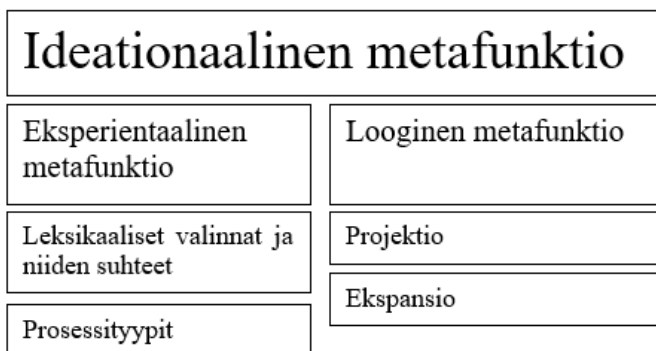 Ideationaalinen metafunktio
Eksperientaalinen
metafunktio
Looginen metafunktio
Leksikaaliset valinnat ja
niiden suhteet
Projektio
Ekspansio
Prosessityypit